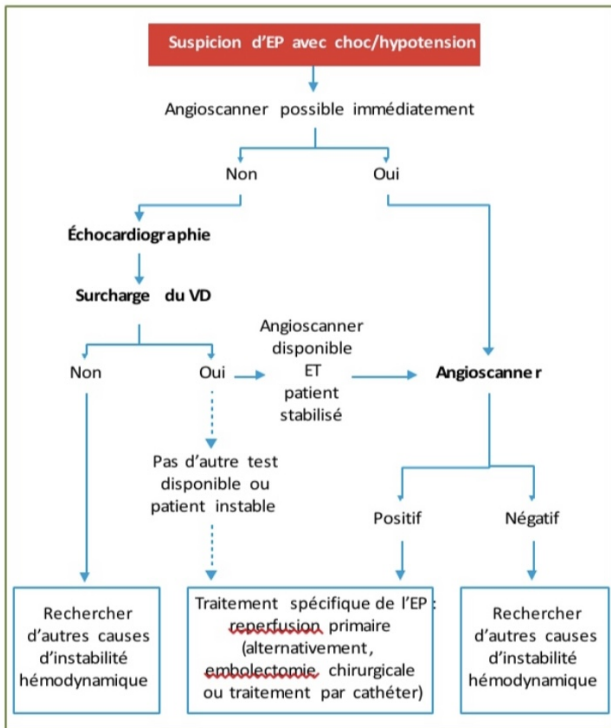 Suspicion d'EP avec choc/hypotension
Angioscanner possible immédiatement
Non
Oui
Échocardiographie
Surcharge du VD
Non
Oui
Angioscanner
disponible
ET
patient
stabilisé
Angioscanner
Pas d'autre test
disponible ou
patient instable
Positif
Négatif
Rechercher
d'autres causes
d'instabilité
hémodynamique
Traitement spécifique de l'EP :
reperfusion primaire
(alternativement,
embolectomie chirurgicale
ou traitement par cathéter)
Rechercher
d'autres causes
d'instabilité
hémodynamique